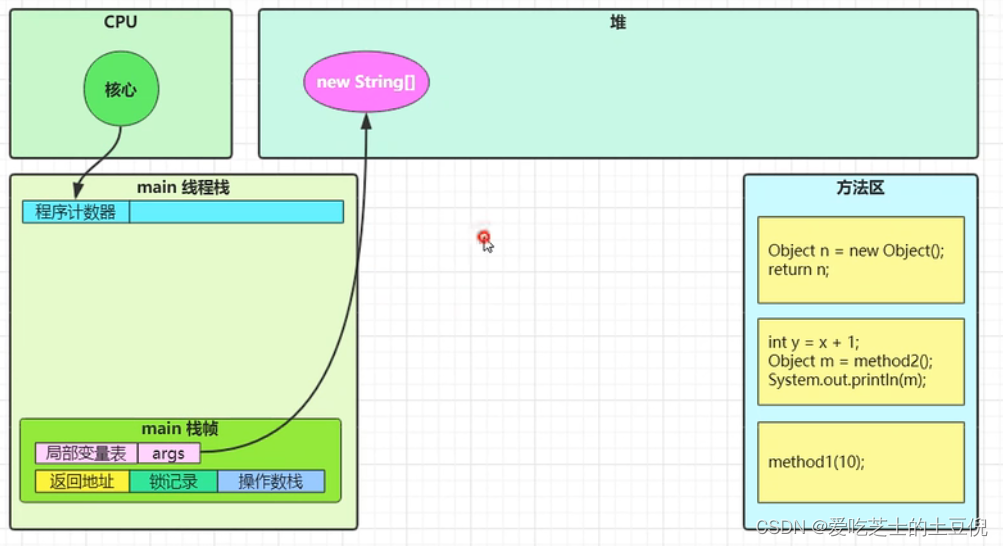 CPU
核心
堆
new String[]
main 线程栈
程序计数器
main 栈帧
局部变量表 args
返回地址 锁记录 操作数栈
方法区
Object n = new Object();
return n;
int y = x + 1;
Object m = method2();
System.out.println(m);
method1(10);
CSDN @爱吃芝士的土豆倪